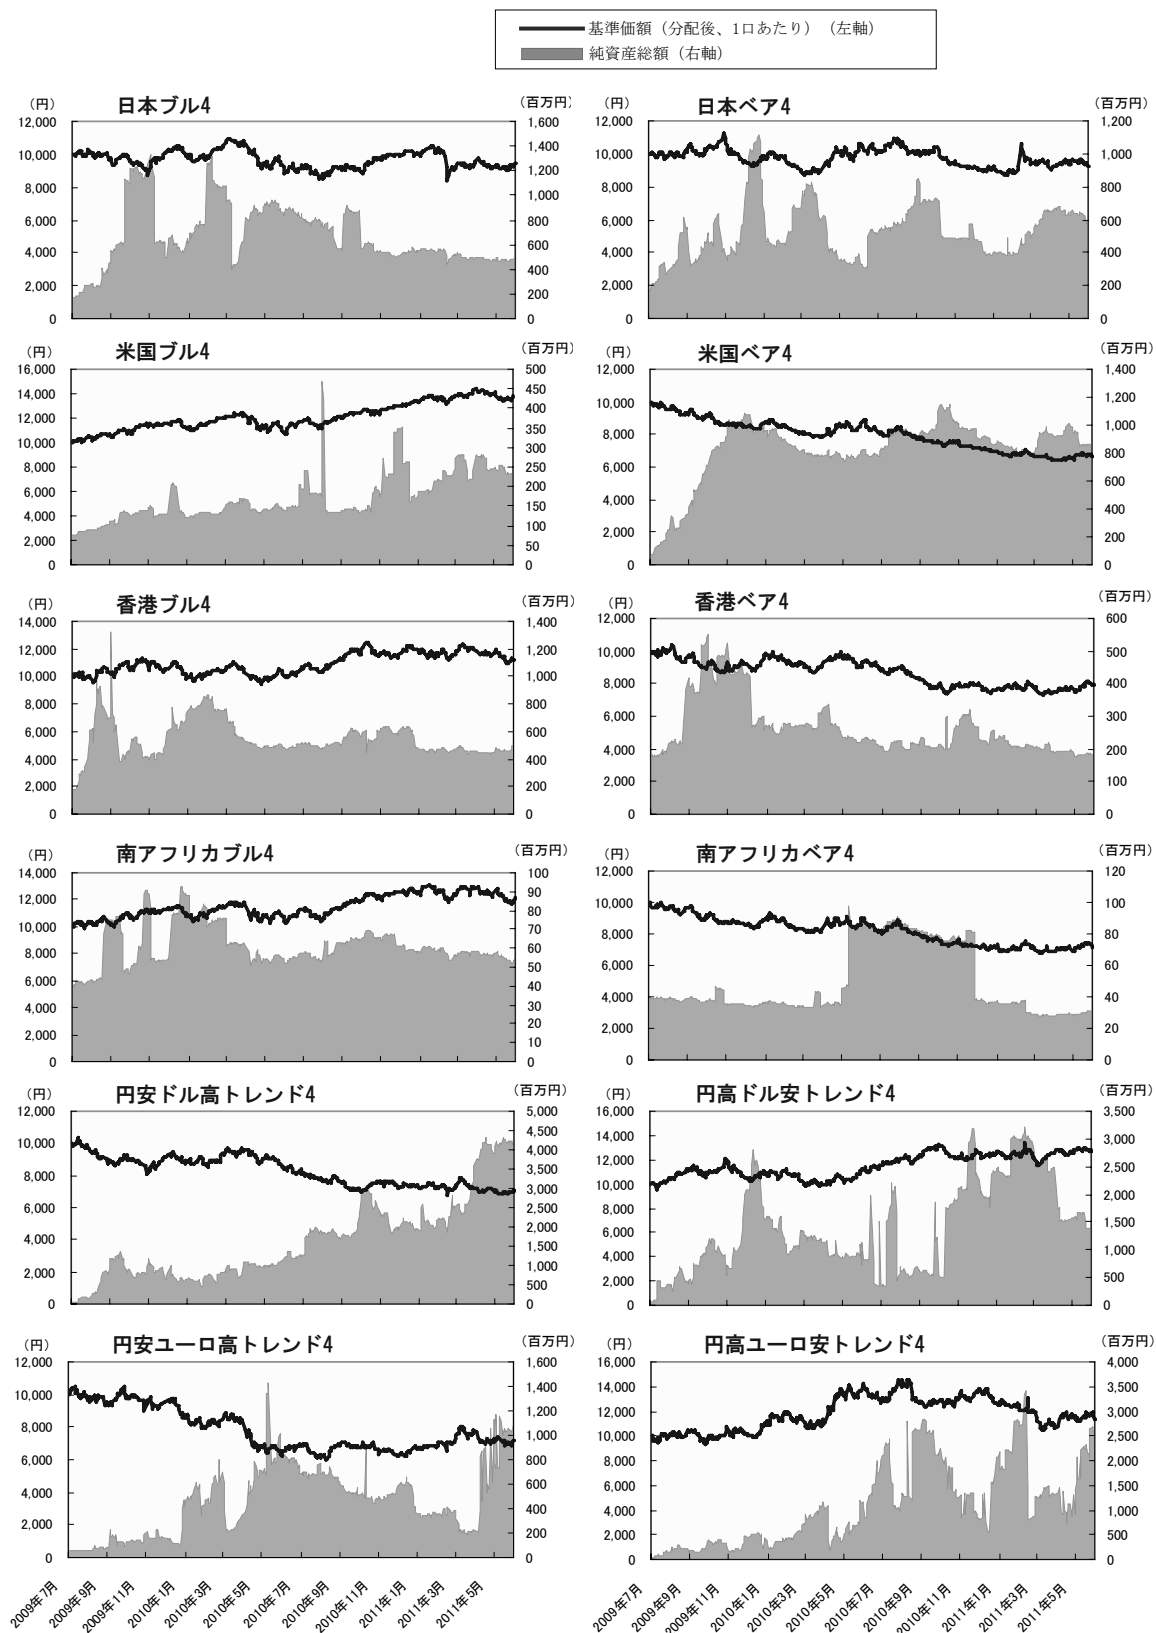 基準価額（分配後、1口あたり）（左軸）
純資産総額（右軸）
（円） 日本ブル4 （百万円）
12,000 10,000 8,000 6,000 4,000 2,000 0
1,600 1,400 1,200 1,000 800 600 400 200 0
（円） 日本ベア4 （百万円）
12,000 10,000 8,000 6,000 4,000 2,000 0
1,200 1,000 800 600 400 200 0
（円） 米国ブル4 （百万円）
16,000 14,000 12,000 10,000 8,000 6,000 4,000 2,000 0
500 450 400 350 300 250 200 150 100 50 0
（円） 米国ベア4 （百万円）
12,000 10,000 8,000 6,000 4,000 2,000 0
1,400 1,200 1,000 800 600 400 200 0
（円） 香港ブル4 （百万円）
14,000 12,000 10,000 8,000 6,000 4,000 2,000 0
1,400 1,200 1,000 800 600 400 200 0
（円） 香港ベア4 （百万円）
12,000 10,000 8,000 6,000 4,000 2,000 0
600 500 400 300 200 100 0
（円） 南アフリカブル4 （百万円）
14,000 12,000 10,000 8,000 6,000 4,000 2,000 0
100 90 80 70 60 50 40 30 20 10 0
（円） 南アフリカベア4 （百万円）
12,000 10,000 8,000 6,000 4,000 2,000 0
120 100 80 60 40 20 0
（円） 円安ドル高トレンド4 （百万円）
12,000 10,000 8,000 6,000 4,000 2,000 0
5,000 4,500 4,000 3,500 3,000 2,500 2,000 1,500 1,000 500 0
（円） 円高ドル安トレンド4 （百万円）
16,000 14,000 12,000 10,000 8,000 6,000 4,000 2,000 0
3,500 3,000 2,500 2,000 1,500 1,000 500 0
（円） 円安ユーロ高トレンド4 （百万円）
12,000 10,000 8,000 6,000 4,000 2,000 0
1,600 1,400 1,200 1,000 800 600 400 200 0
（円） 円高ユーロ安トレンド4 （百万円）
16,000 14,000 12,000 10,000 8,000 6,000 4,000 2,000 0
4,000 3,500 3,000 2,500 2,000 1,500 1,000 500 0
2009年7月 2009年9月 2009年11月 2010年1月 2010年3月 2010年5月 2010年7月 2010年9月 2010年11月 2011年1月 2011年3月 2011年5月
2009年7月 2009年9月 2009年11月 2010年1月 2010年3月 2010年5月 2010年7月 2010年9月 2010年11月 2011年1月 2011年3月 2011年5月